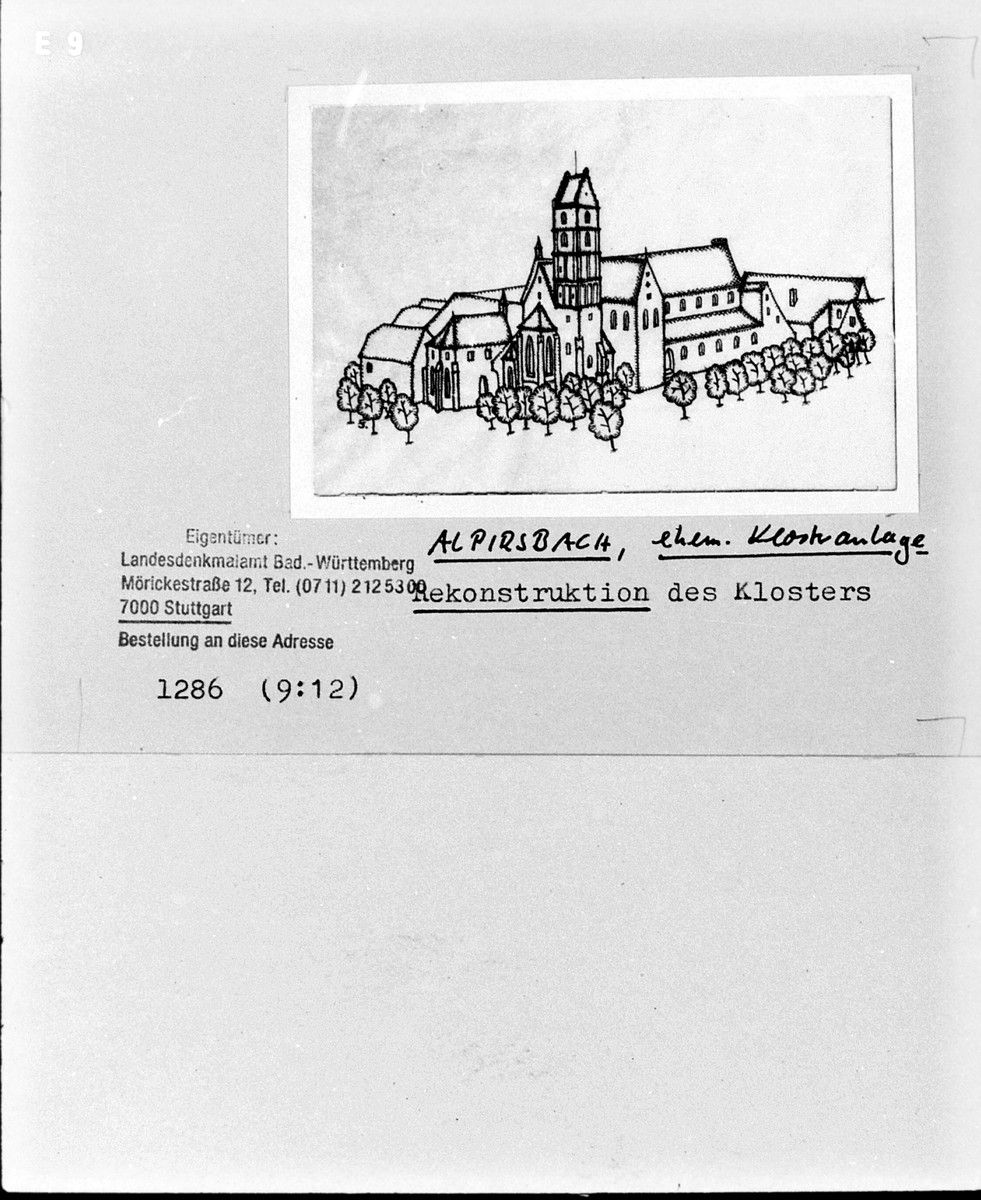 E 9
S.
ALPIRSBACH, ehem. Klosteranlage
Rekonstruktion des Klosters
Eigentümer:
Landesdenkmalamt Bad.-Württemberg
Mörickestraße 12, Tel. (0711) 2125300
7000 Stuttgart
Bestellung an diese Adresse
1286 (9:12)